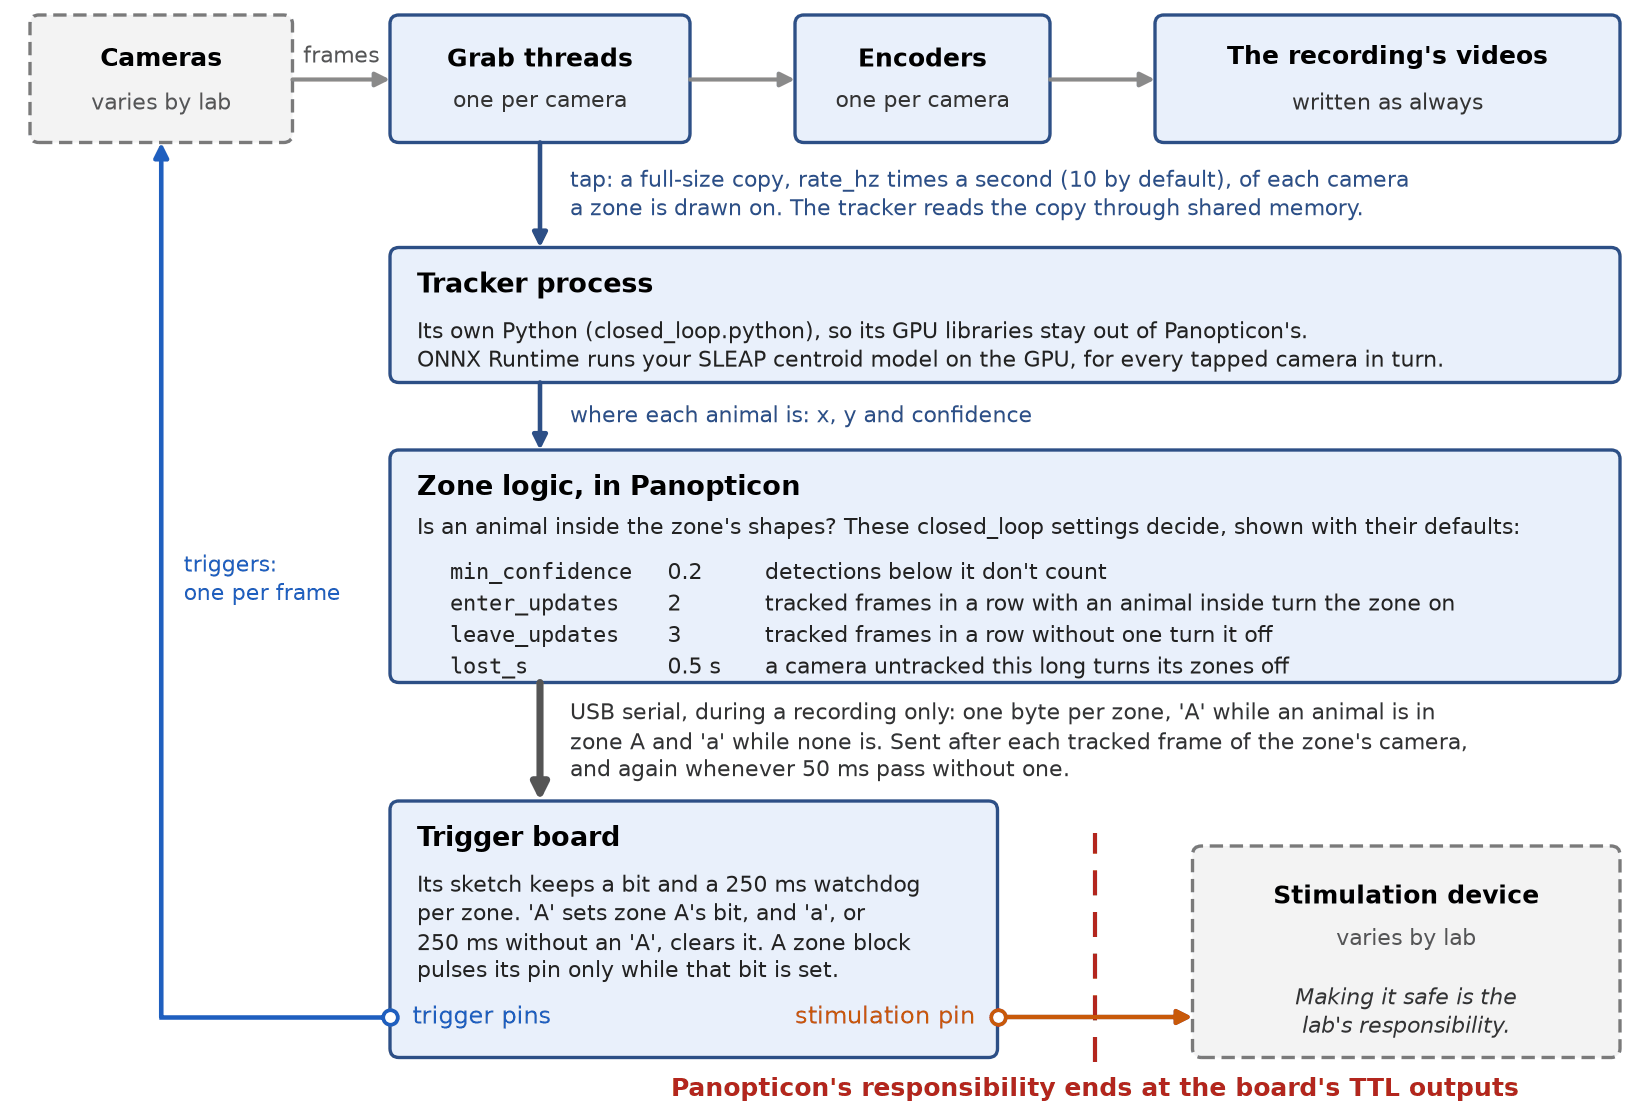 Cameras
varies by lab
frames
Grab threads
one per camera
Encoders
one per camera
The recording's videos
written as always
tap: a full-size copy, rate_hz times a second (10 by default), of each camera
a zone is drawn on. The tracker reads the copy through shared memory.
Tracker process
Its own Python (closed_loop.python), so its GPU libraries stay out of Panopticon's.
ONNX Runtime runs your SLEAP centroid model on the GPU, for every tapped camera in turn.
where each animal is: x, y and confidence
Zone logic, in Panopticon
Is an animal inside the zone's shapes? These closed_loop settings decide, shown with their defaults:
min_confidence 0.2 detections below it don't count
enter_updates 2 tracked frames in a row with an animal inside turn the zone on
leave_updates 3 tracked frames in a row without one turn it off
lost_s 0.5 s a camera untracked this long turns its zones off
triggers:
one per frame
USB serial, during a recording only: one byte per zone, 'A' while an animal is in
zone A and 'a' while none is. Sent after each tracked frame of the zone's camera,
and again whenever 50 ms pass without one.
Trigger board
Its sketch keeps a bit and a 250 ms watchdog
per zone. 'A' sets zone A's bit, and 'a', or
250 ms without an 'A', clears it. A zone block
pulses its pin only while that bit is set.
trigger pins
stimulation pin
Stimulation device
varies by lab
Making it safe is the
lab's responsibility.
Panopticon's responsibility ends at the board's TTL outputs